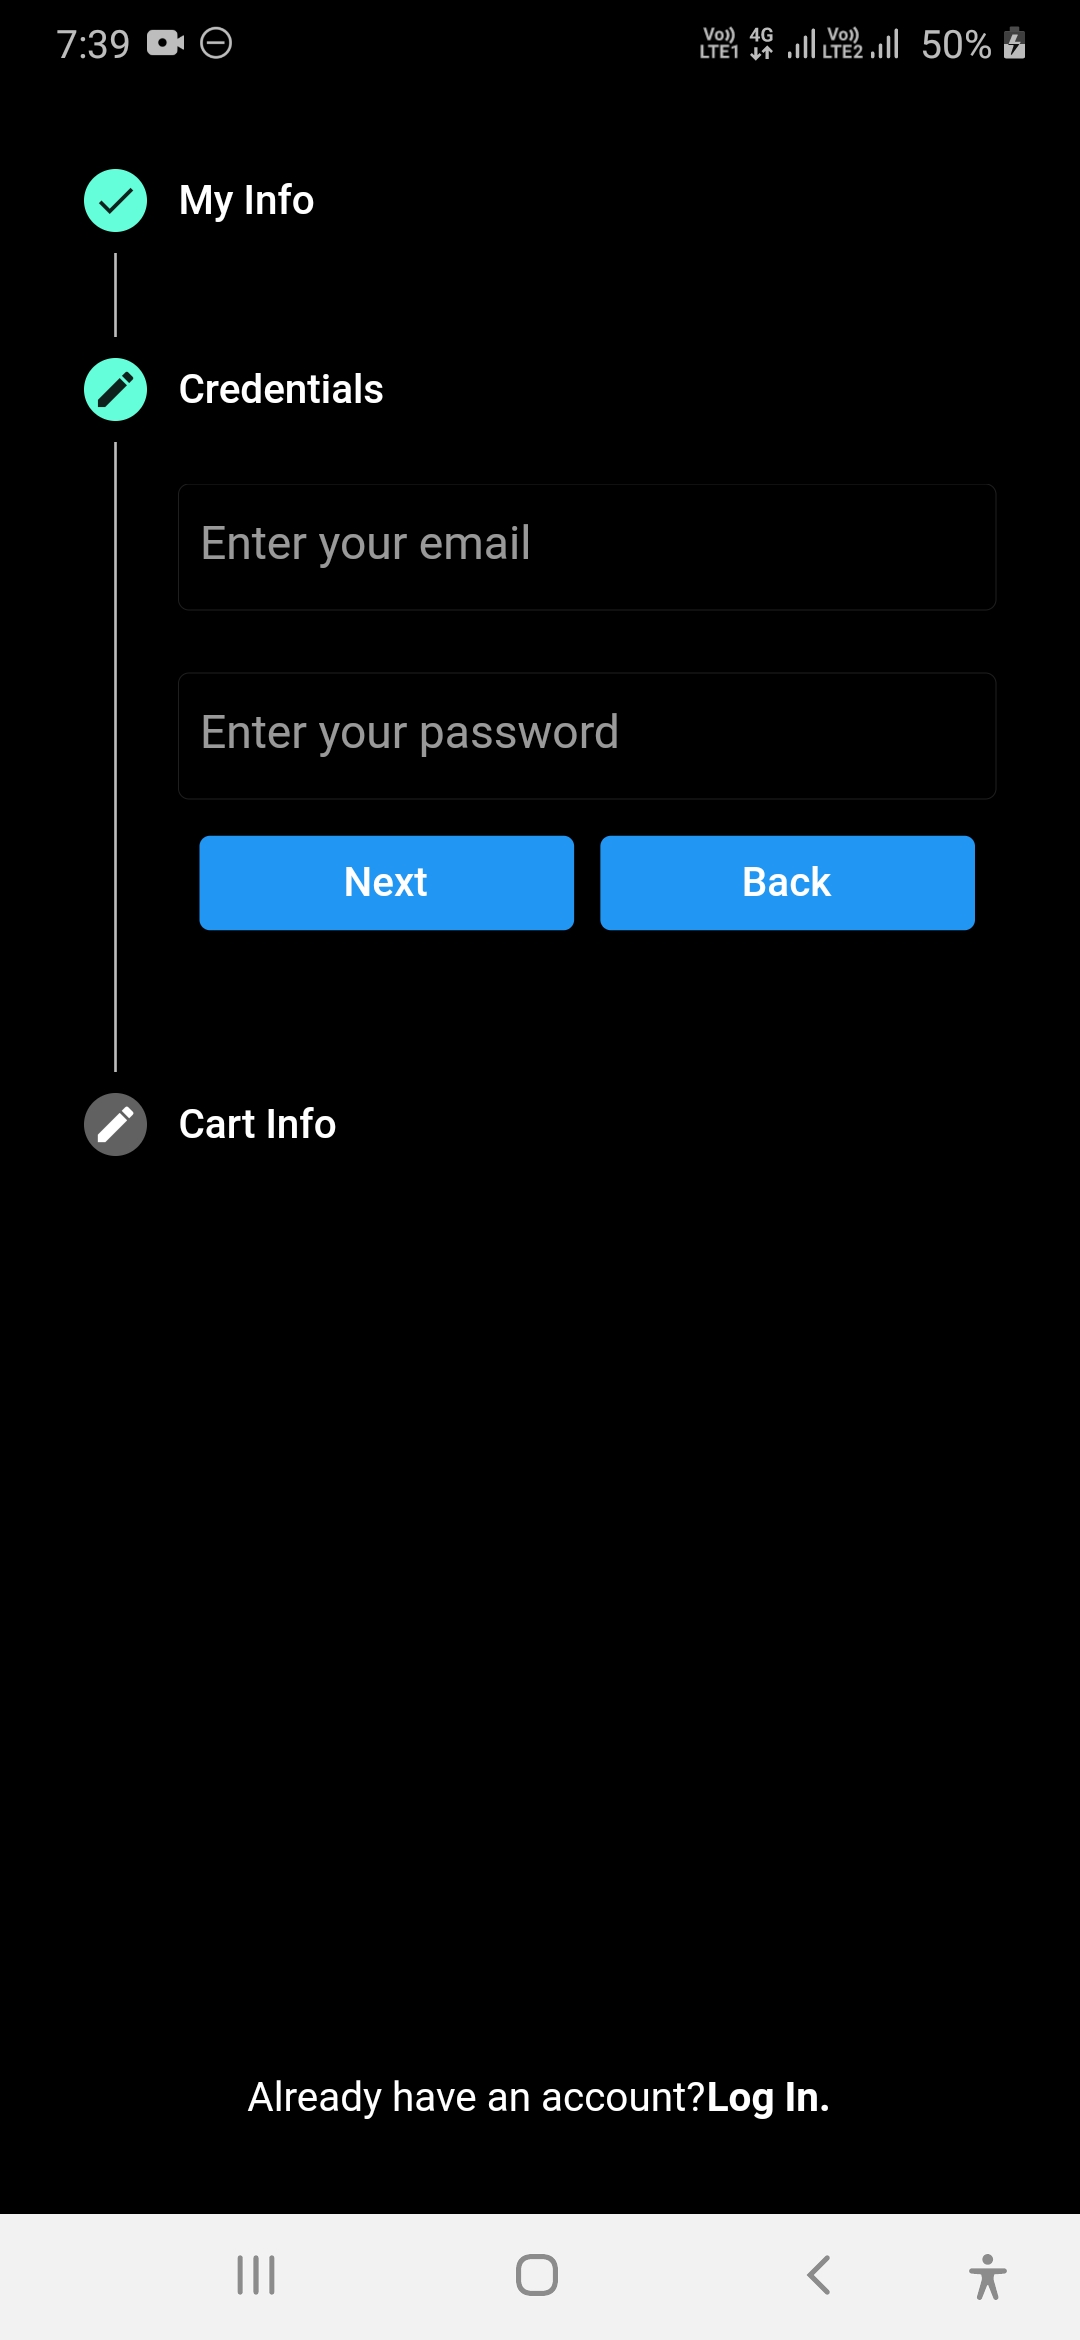 7:39 Vo)) LTE1 4G Vo)) LTE2 50%
My Info
Credentials
Enter your email
Enter your password
Next Back
Cart Info
Already have an account?Log In.